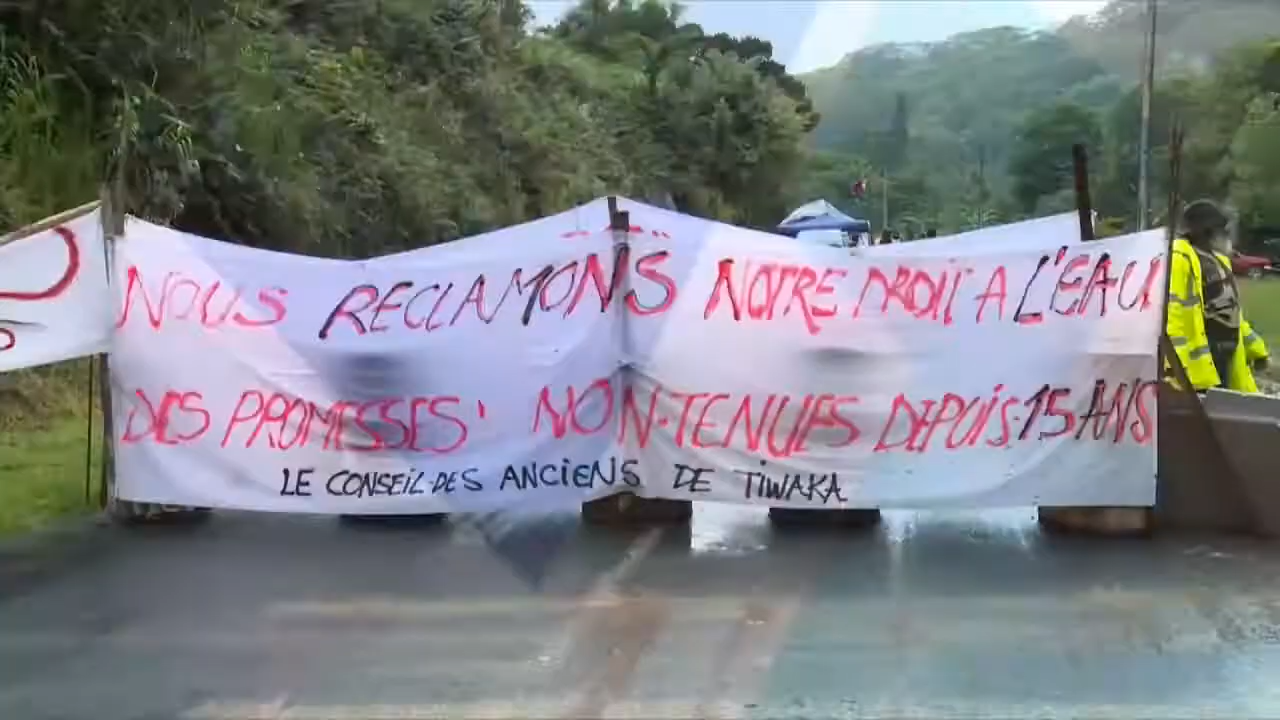 NOUS RECLAMONS NOTRE DROIT A L'EAU
DES PROMESSES' NON-TENUES DEPUIS 15 ANS
LE CONSEIL DES ANCIENS DE TIWAKA